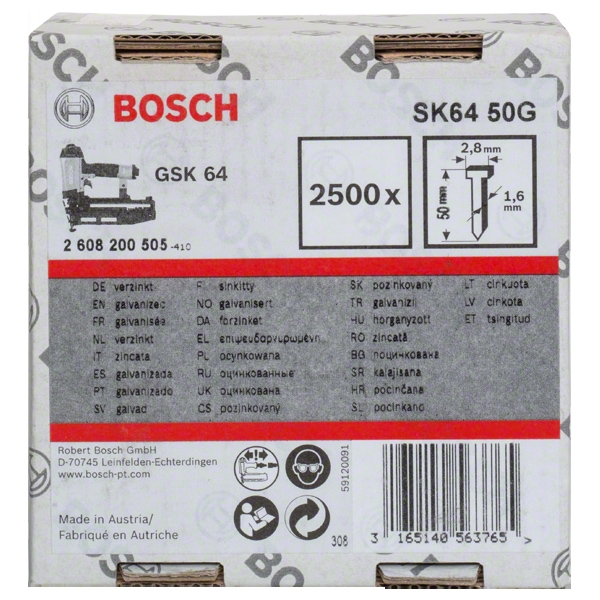 BOSCH
SK64 50G
GSK 64
2500 x
2,8 mm
50 mm
1,6 mm
2 608 200 505 -410
DE verzinkt
EN galvanized
FR galvanisée
NL verzinkt
IT zincata
ES galvanizada
PT galvanizado
SV galvad
FI sinkitty
NO galvanisert
DA forzinket
EL επιψευδαργυρωμένη
PL ocynkowana
RU оцинкованные
UK оцинкована
CS pozinkovaný
SK pozinkovaný
TR galvanizli
HU horganyzott
RO zincată
BG поцинкована
SR kalajisana
HR pocinčana
SL pocinkano
LT cinkuota
LV cinkota
ET tsingitud
Robert Bosch GmbH
D-70745 Leinfelden-Echterdingen
www.bosch-pt.com
Made in Austria/
Fabriqué en Autriche
59120091
308
3 165140 563765 >